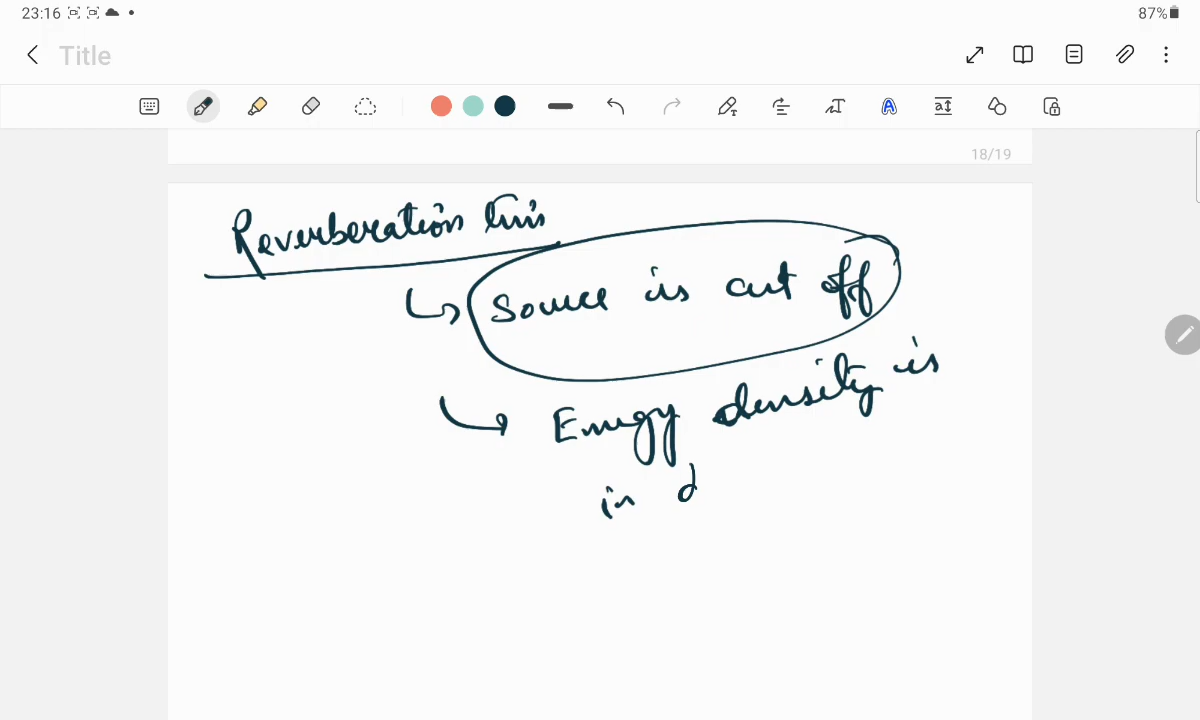 23:16
87%
Title
18/19
Reverberation time
Source is cut off
Energy density is
in d